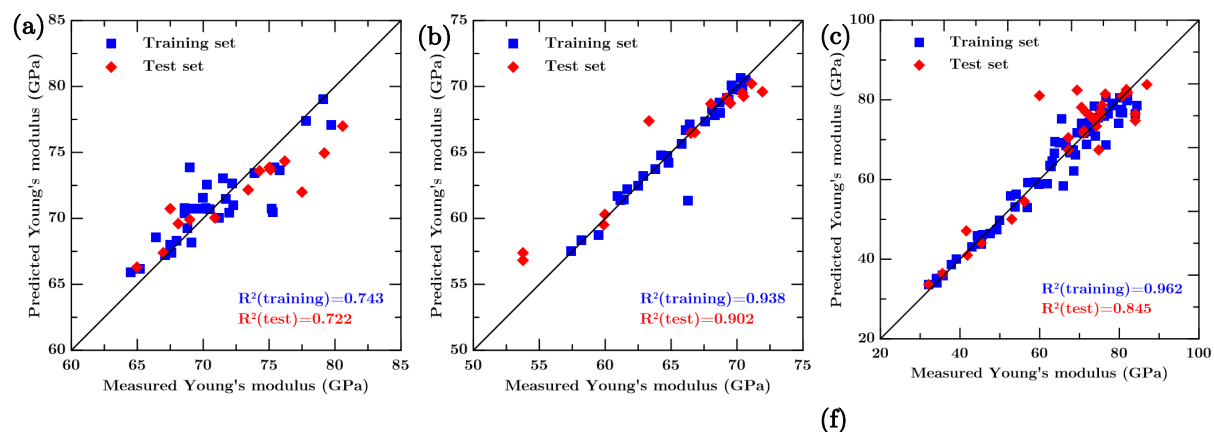 (a)
Training set
Test set
85
80
75
70
65
60
60
65
70
75
80
85
Predicted Young's modulus (GPa)
Measured Young's modulus (GPa)
R²(training)=0.743
R²(test)=0.722
(b)
Training set
Test set
75
70
65
60
55
50
50
55
60
65
70
75
Predicted Young's modulus (GPa)
Measured Young's modulus (GPa)
R²(training)=0.938
R²(test)=0.902
(c)
Training set
Test set
100
80
60
40
20
20
40
60
80
100
Predicted Young's modulus (GPa)
Measured Young's modulus (GPa)
R²(training)=0.962
R²(test)=0.845
(f)